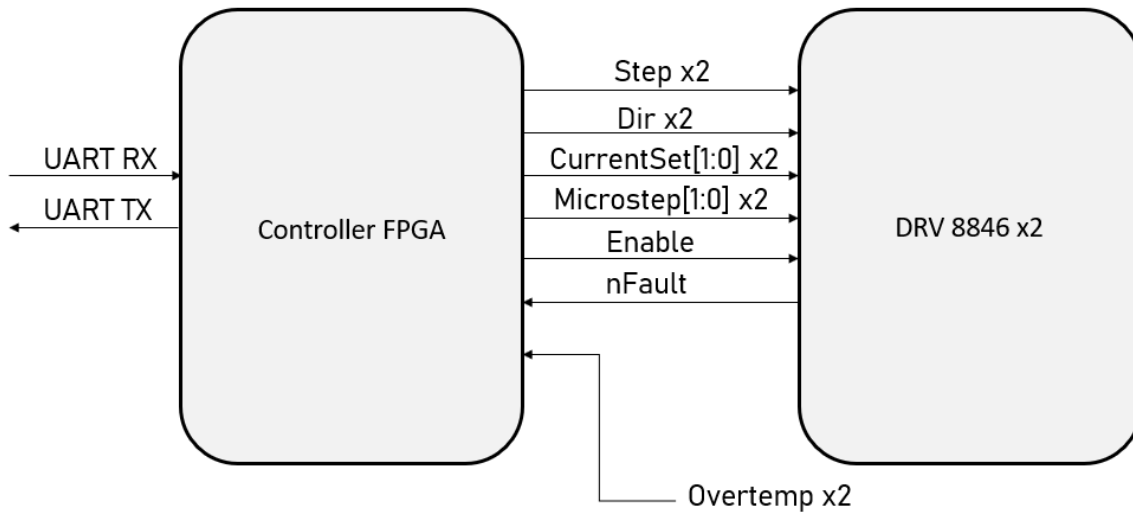 Step x2
Dir x2
UART RX
CurrentSet[1:0] x2
UART TX
Microstep[1:0] x2
Controller FPGA
Enable
DRV 8846 x2
nFault
Overtemp x2